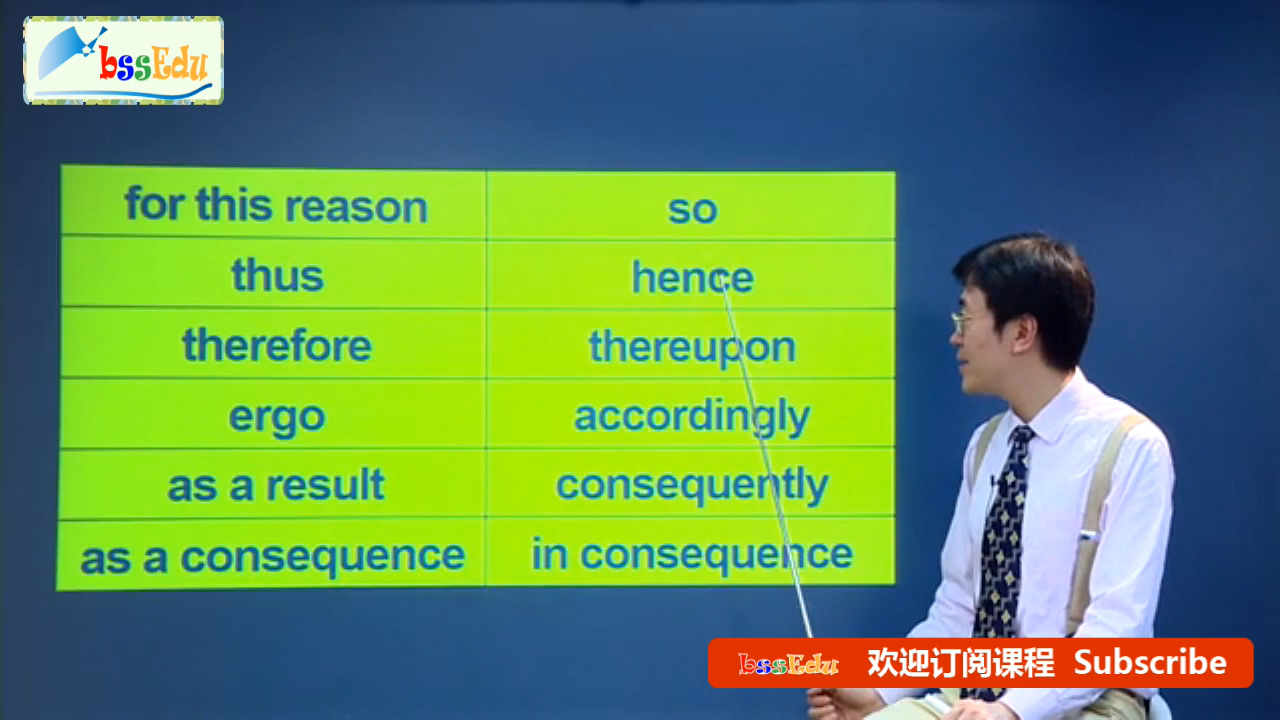 bssEdu
for this reason so
thus hence
therefore thereupon
ergo accordingly
as a result consequently
as a consequence in consequence
bssEdu 欢迎订阅课程 Subscribe